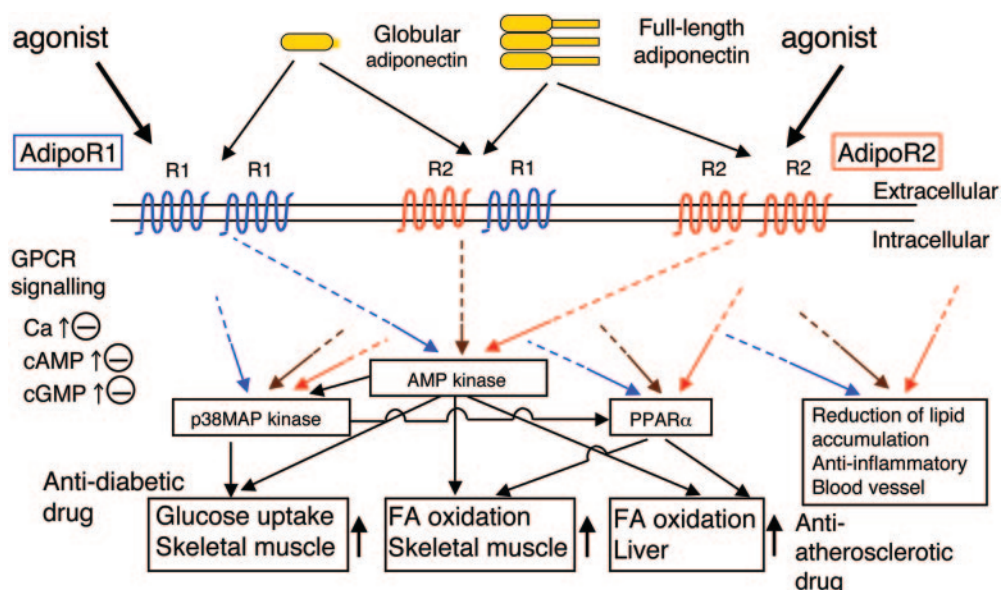 agonist
Globular
adiponectin
Full-length
adiponectin
agonist
AdipoR1
AdipoR2
R1
R1
R2
R1
R2
R2
Extracellular
Intracellular
GPCR
signalling
Ca ↑⊖
cAMP ↑⊖
cGMP ↑⊖
AMP kinase
p38MAP kinase
PPARα
Reduction of lipid
accumulation
Anti-inflammatory
Blood vessel
Anti-diabetic
drug
Glucose uptake
Skeletal muscle
FA oxidation
Skeletal muscle
FA oxidation
Liver
Anti-
atherosclerotic
drug